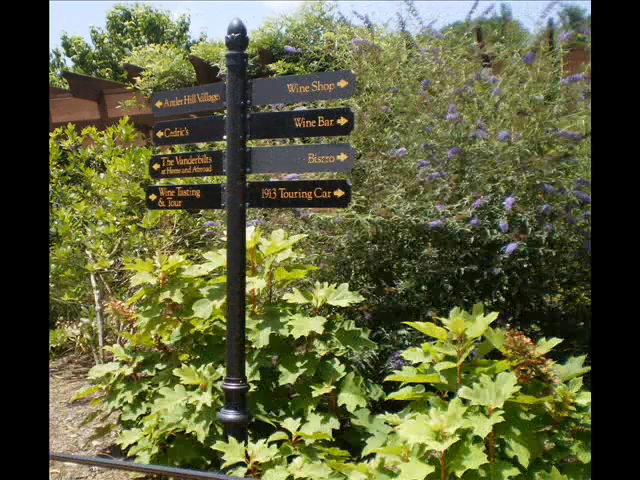 Antler Hill Village
Cedric's
The Vanderbilts
at Home and Abroad
Wine Tasting
& Tour
Wine Shop
Wine Bar
Bistro
1913 Touring Car